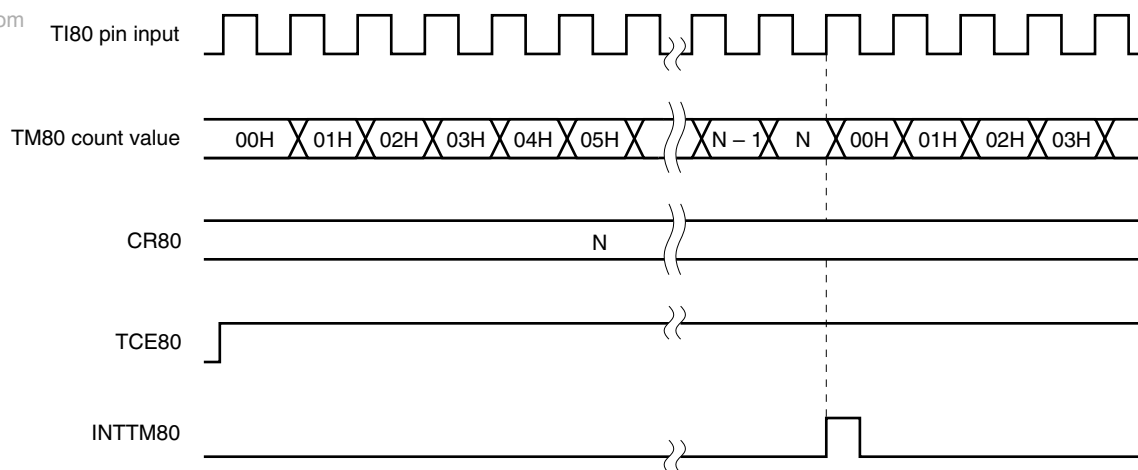 om
TI80 pin input
TM80 count value
00H 01H 02H 03H 04H 05H N – 1 N 00H 01H 02H 03H
CR80
N
TCE80
INTTM80